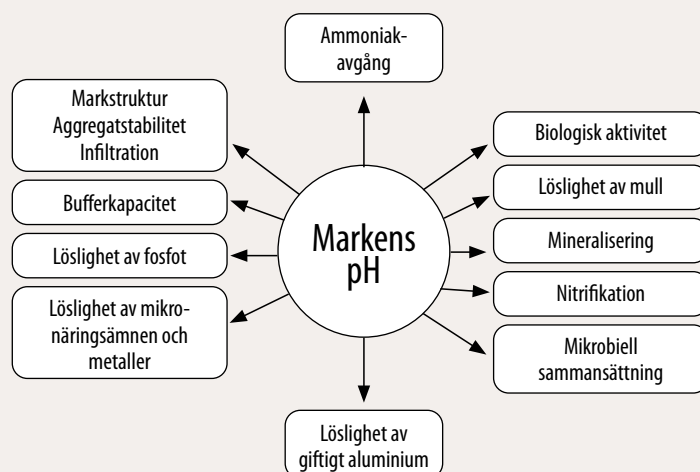 Ammoniak-
avgång
Markstruktur
Aggregatstabilitet
Infiltration
Bufferkapacitet
Löslighet av fosfot
Löslighet av mikro-
näringsämnen och
metaller
Markens
pH
Biologisk aktivitet
Löslighet av mull
Mineralisering
Nitrifikation
Mikrobiell
sammansättning
Löslighet av
giftigt aluminium